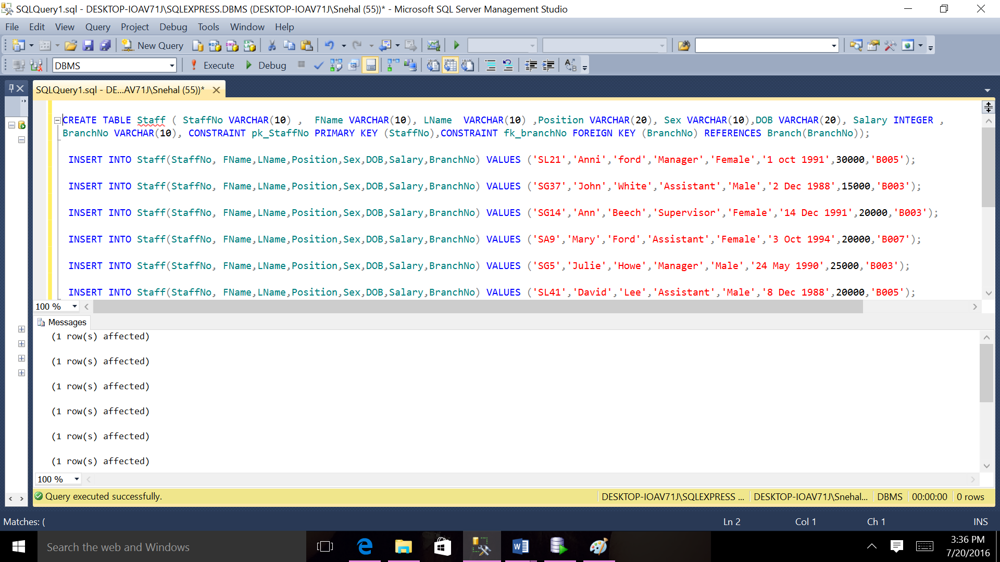 SQLQuery1.sql - DESKTOP-IOAV71J\SQLEXPRESS.DBMS (DESKTOP-IOAV71J\Snehal (55))* - Microsoft SQL Server Management Studio
File Edit View Query Project Debug Tools Window Help
New Query
DBMS Execute Debug
SQLQuery1.sql - DE...AV71J\Snehal (55))*
CREATE TABLE Staff ( StaffNo VARCHAR(10) , FName VARCHAR(10), LName VARCHAR(10) ,Position VARCHAR(20), Sex VARCHAR(10),DOB VARCHAR(20), Salary INTEGER ,
BranchNo VARCHAR(10), CONSTRAINT pk_StaffNo PRIMARY KEY (StaffNo),CONSTRAINT fk_branchNo FOREIGN KEY (BranchNo) REFERENCES Branch(BranchNo));
INSERT INTO Staff(StaffNo, FName,LName,Position,Sex,DOB,Salary,BranchNo) VALUES ('SL21','Anni','ford','Manager','Female','1 oct 1991',30000,'B005');
INSERT INTO Staff(StaffNo, FName,LName,Position,Sex,DOB,Salary,BranchNo) VALUES ('SG37','John','White','Assistant','Male','2 Dec 1988',15000,'B003');
INSERT INTO Staff(StaffNo, FName,LName,Position,Sex,DOB,Salary,BranchNo) VALUES ('SG14','Ann','Beech','Supervisor','Female','14 Dec 1991',20000,'B003');
INSERT INTO Staff(StaffNo, FName,LName,Position,Sex,DOB,Salary,BranchNo) VALUES ('SA9','Mary','Ford','Assistant','Female','3 Oct 1994',20000,'B007');
INSERT INTO Staff(StaffNo, FName,LName,Position,Sex,DOB,Salary,BranchNo) VALUES ('SG5','Julie','Howe','Manager','Male','24 May 1990',25000,'B003');
INSERT INTO Staff(StaffNo, FName,LName,Position,Sex,DOB,Salary,BranchNo) VALUES ('SL41','David','Lee','Assistant','Male','8 Dec 1988',20000,'B005');
100 %
Messages
(1 row(s) affected)
(1 row(s) affected)
(1 row(s) affected)
(1 row(s) affected)
(1 row(s) affected)
(1 row(s) affected)
100 %
Query executed successfully. DESKTOP-IOAV71J\SQLEXPRESS ... DESKTOP-IOAV71J\Snehal... DBMS 00:00:00 0 rows
Matches: ( Ln 2 Col 1 Ch 1 INS
Search the web and Windows
3:36 PM
7/20/2016